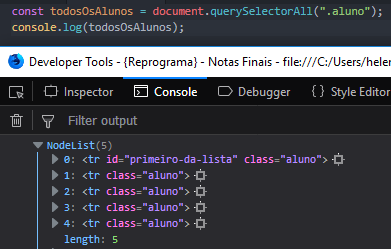 const todosOsAlunos = document.querySelectorAll(".aluno");
console.log(todosOsAlunos);
Developer Tools - {Reprograma} - Notas Finais - file:///C:/Users/heler
Inspector Console Debugger Style Editor
Filter output
NodeList(5)
0: <tr id="primeiro-da-lista" class="aluno">
1: <tr class="aluno">
2: <tr class="aluno">
3: <tr class="aluno">
4: <tr class="aluno">
length: 5